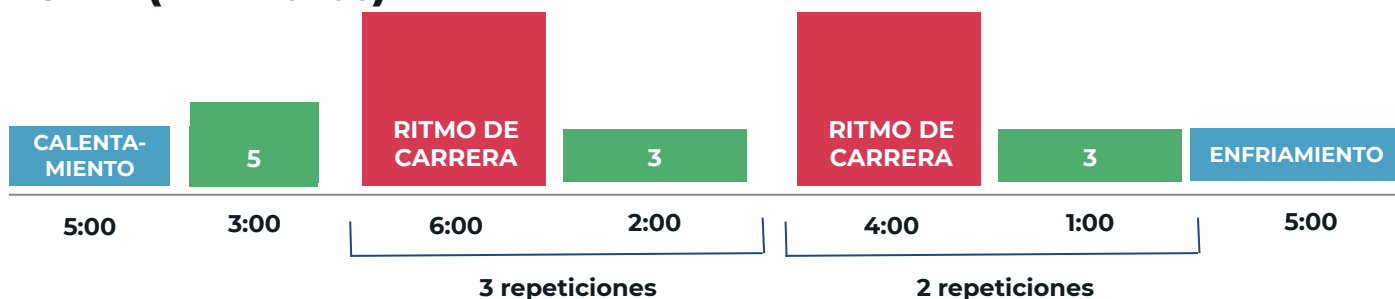 CALENTA-
MIENTO
5
RITMO DE
CARRERA
3
RITMO DE
CARRERA
3
ENFRIAMIENTO
5:00
3:00
6:00
2:00
4:00
1:00
5:00
3 repeticiones
2 repeticiones